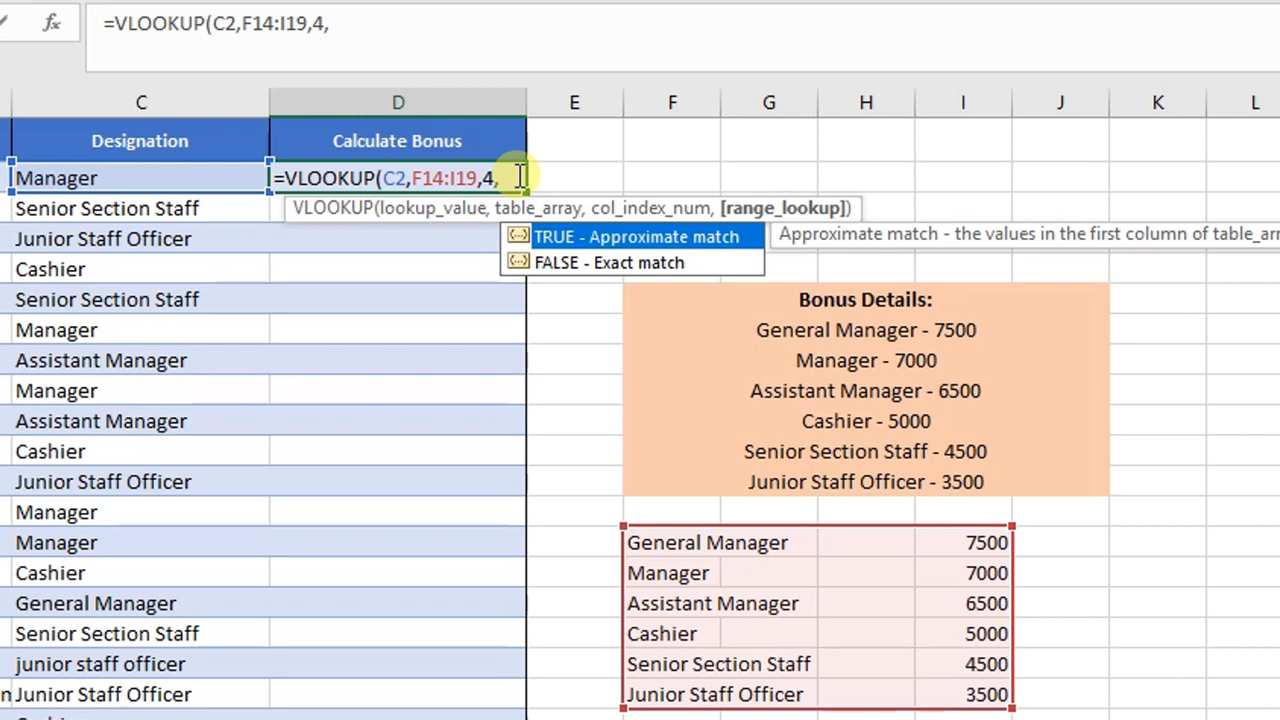 fx =VLOOKUP(C2,F14:I19,4,
C D E F G H I J K L
Designation Calculate Bonus
Manager =VLOOKUP(C2,F14:I19,4,
Senior Section Staff VLOOKUP(lookup_value, table_array, col_index_num, [range_lookup])
Junior Staff Officer (...) TRUE - Approximate match Approximate match - the values in the first column of table_arr
Cashier (...) FALSE - Exact match
Senior Section Staff Bonus Details:
Manager General Manager - 7500
Assistant Manager Manager - 7000
Manager Assistant Manager - 6500
Assistant Manager Cashier - 5000
Cashier Senior Section Staff - 4500
Junior Staff Officer Junior Staff Officer - 3500
Manager
Manager General Manager 7500
Cashier Manager 7000
General Manager Assistant Manager 6500
Senior Section Staff Cashier 5000
junior staff officer Senior Section Staff 4500
n Junior Staff Officer Junior Staff Officer 3500